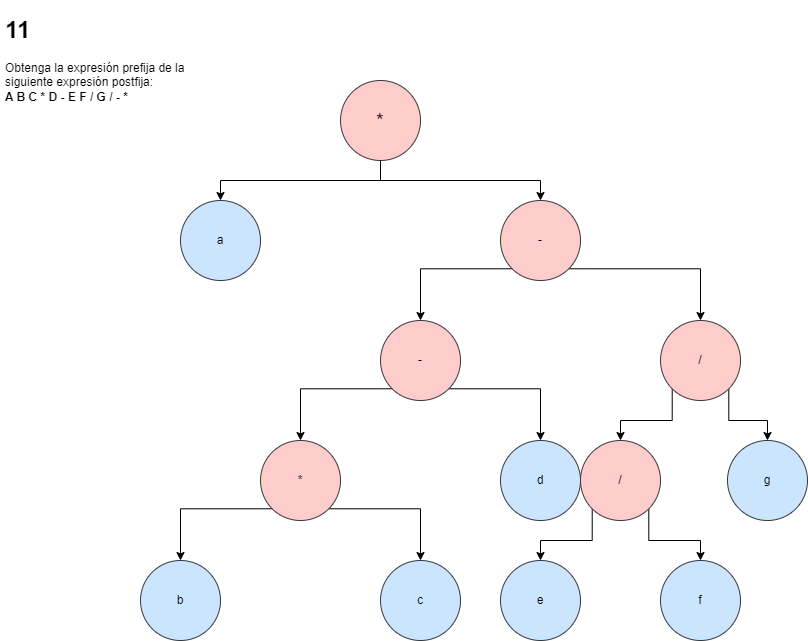 11
Obtenga la expresión prefija de la
siguiente expresión postfija:
A B C * D - E F / G / - *
*
a
-
-
/
*
d
/
g
b
c
e
f